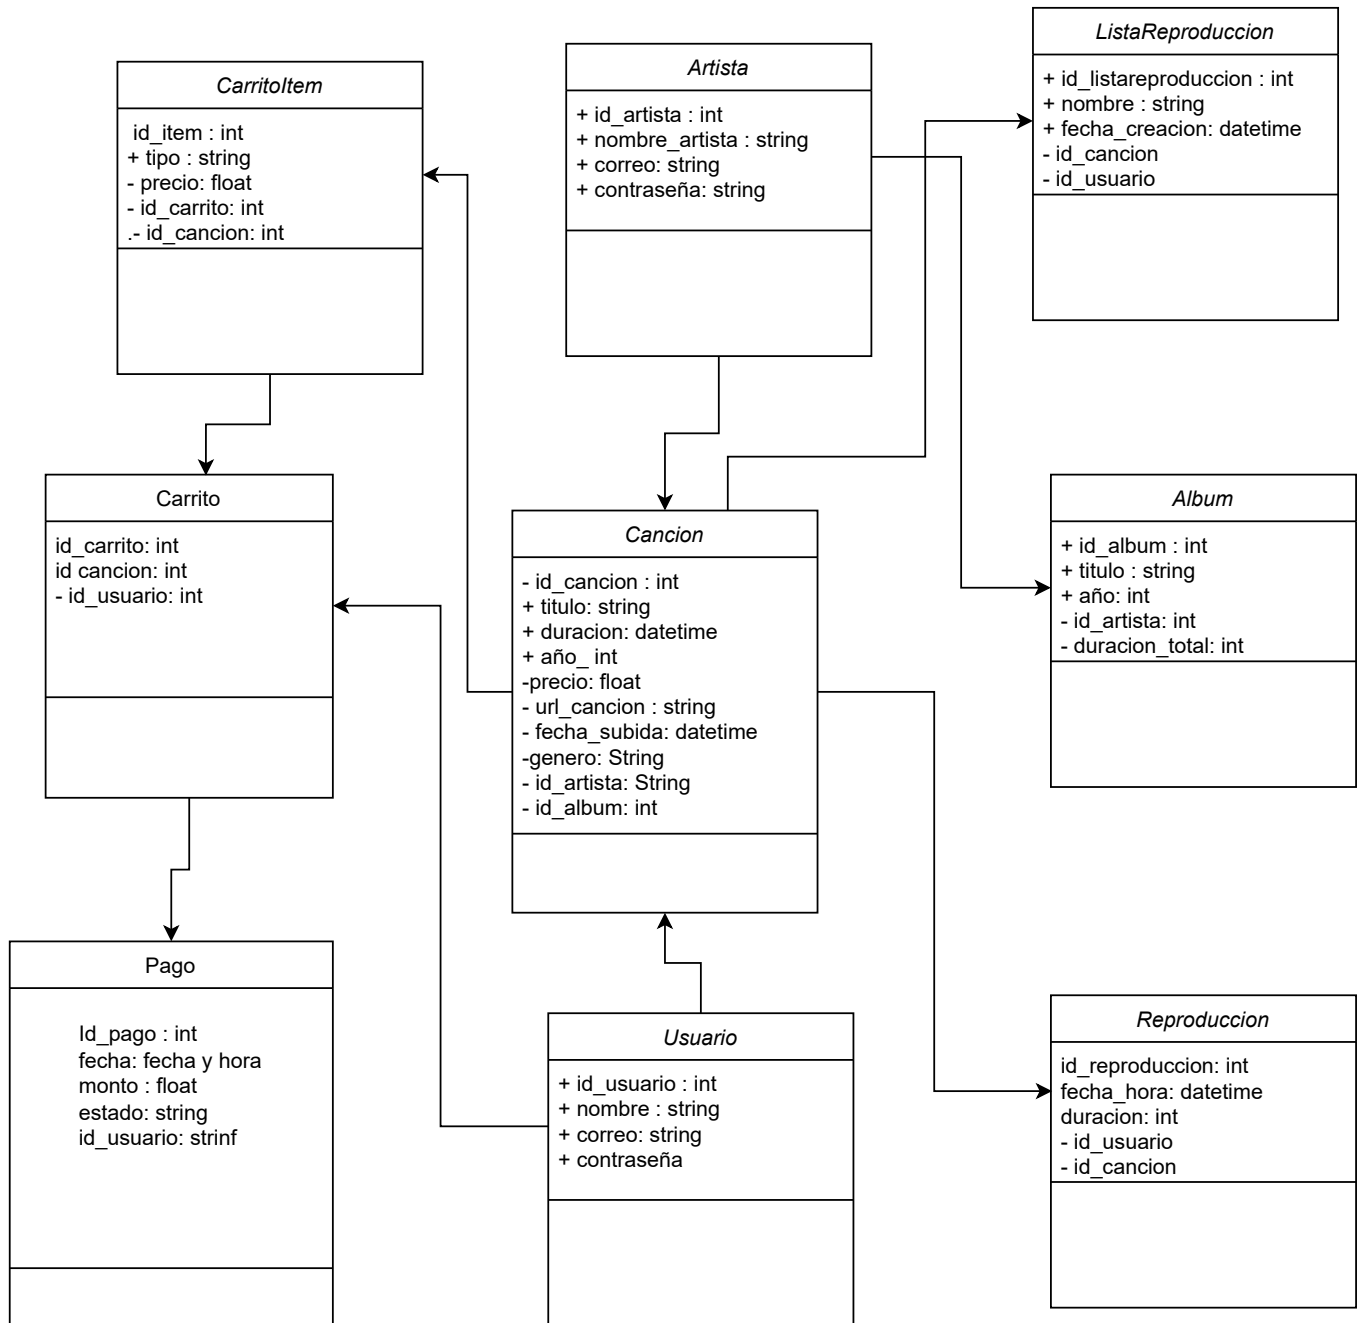 CarritoItem
id_item : int
+ tipo : string
- precio: float
- id_carrito: int
.- id_cancion: int
Artista
+ id_artista : int
+ nombre_artista : string
+ correo: string
+ contraseña: string
ListaReproduccion
+ id_listareproduccion : int
+ nombre : string
+ fecha_creacion: datetime
- id_cancion
- id_usuario
Carrito
id_carrito: int
id cancion: int
- id_usuario: int
Cancion
- id_cancion : int
+ titulo: string
+ duracion: datetime
+ año_ int
-precio: float
- url_cancion : string
- fecha_subida: datetime
-genero: String
- id_artista: String
- id_album: int
Album
+ id_album : int
+ titulo : string
+ año: int
- id_artista: int
- duracion_total: int
Pago
Id_pago : int
fecha: fecha y hora
monto : float
estado: string
id_usuario: strinf
Usuario
+ id_usuario : int
+ nombre : string
+ correo: string
+ contraseña
Reproduccion
id_reproduccion: int
fecha_hora: datetime
duracion: int
- id_usuario
- id_cancion